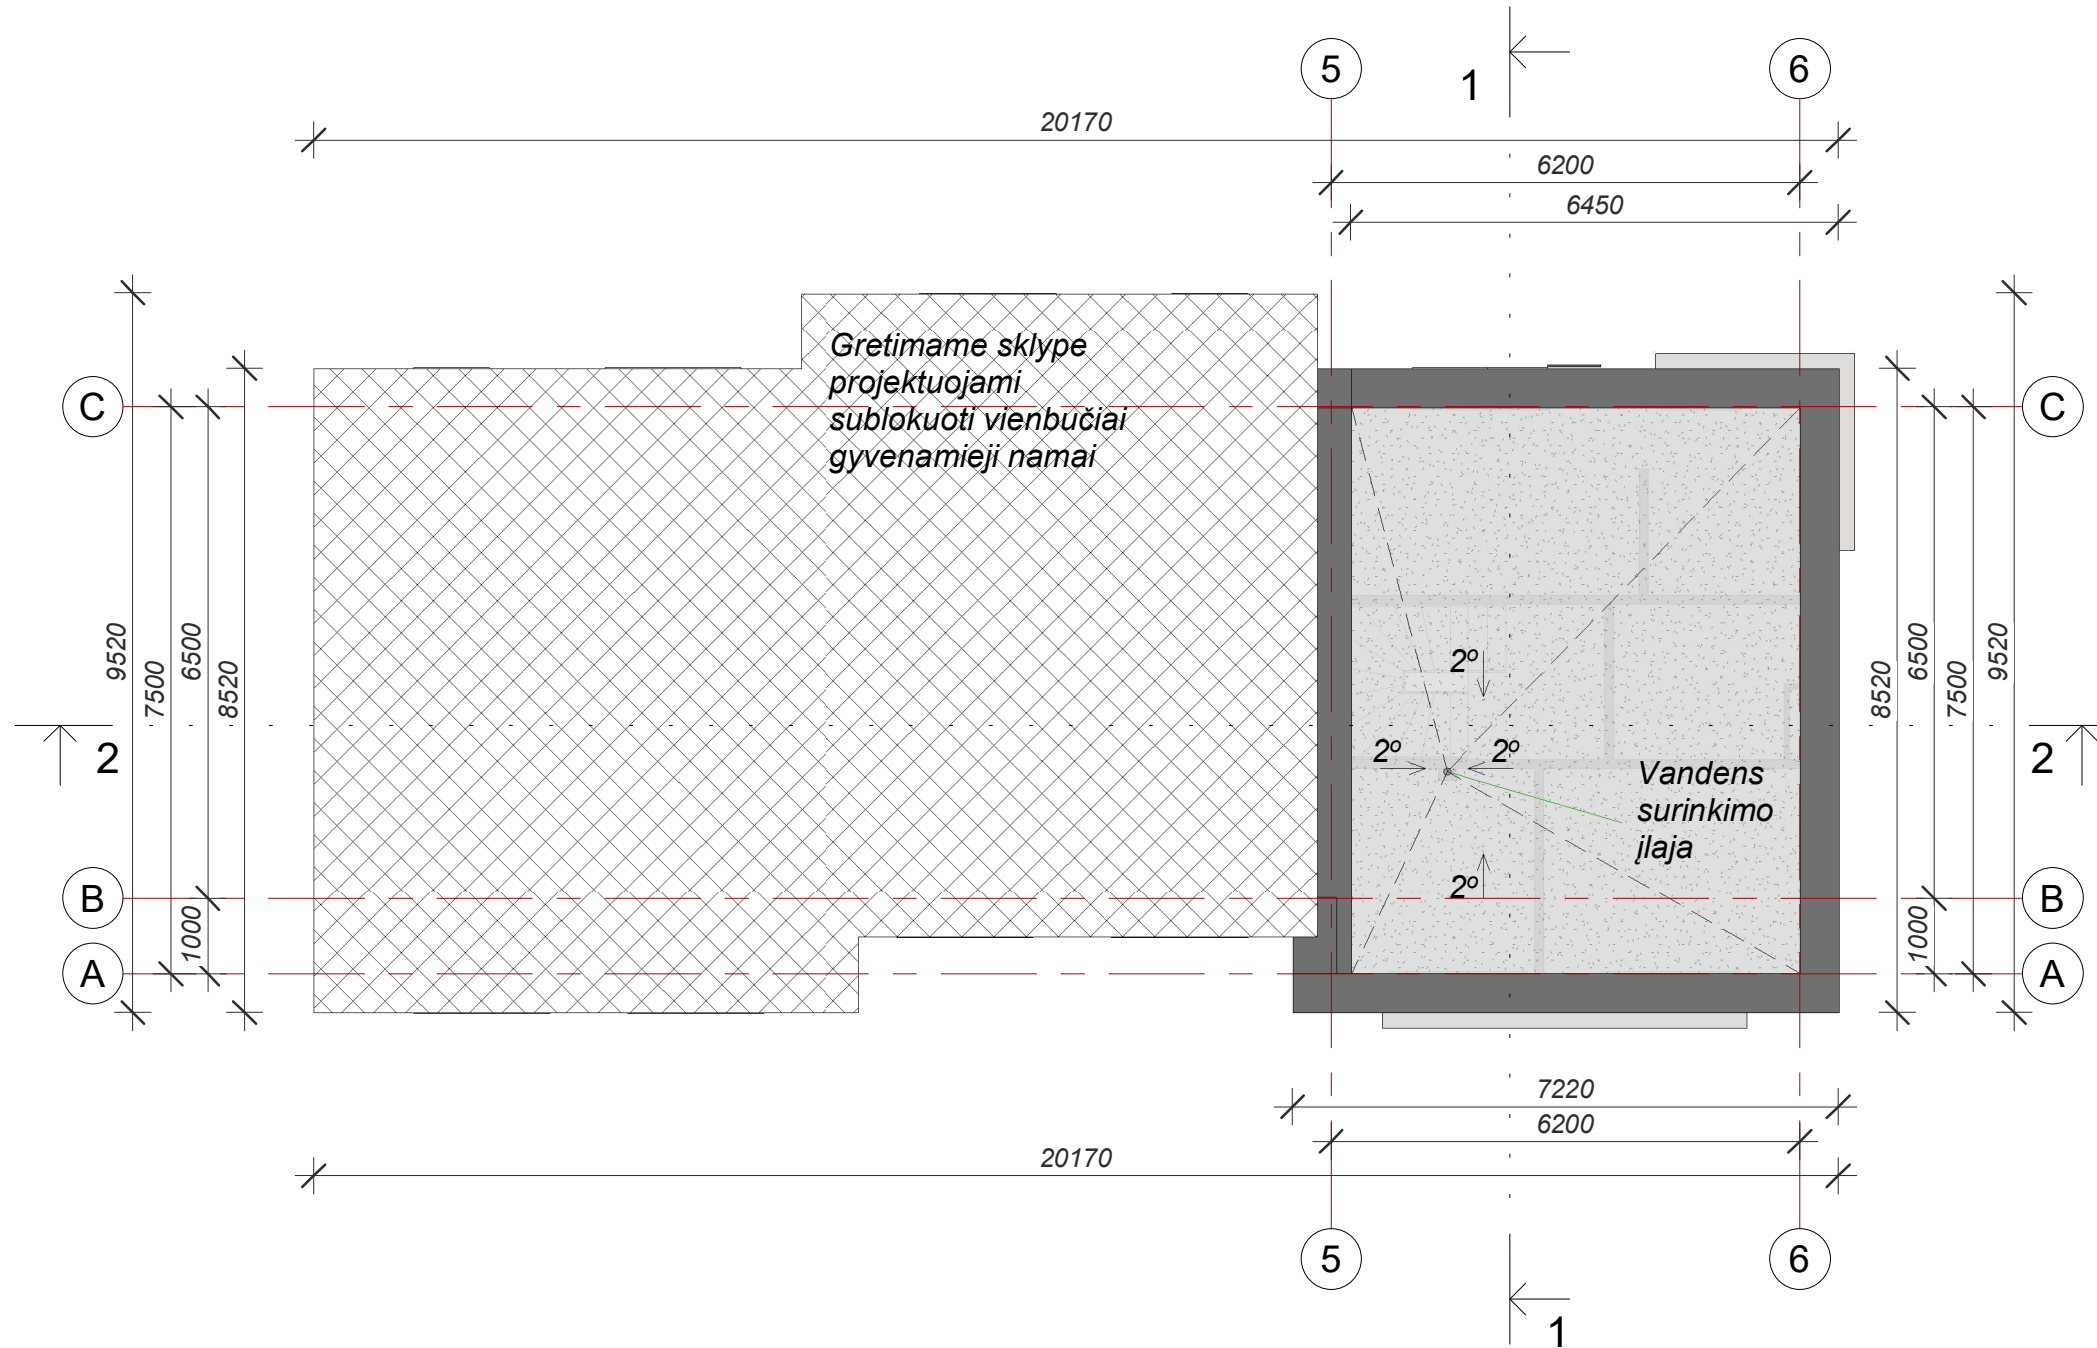 5
6
1
20170
6200
6450
Gretimame sklype
projektuojami
sublokuoti vienbučiai
gyvenamieji namai
C
C
9520
7500
6500
8520
8520
6500
7500
9520
2º
2
2º
2º
2
Vandens
surinkimo
įlaja
2º
B
B
1000
1000
A
A
7220
6200
20170
5
6
1